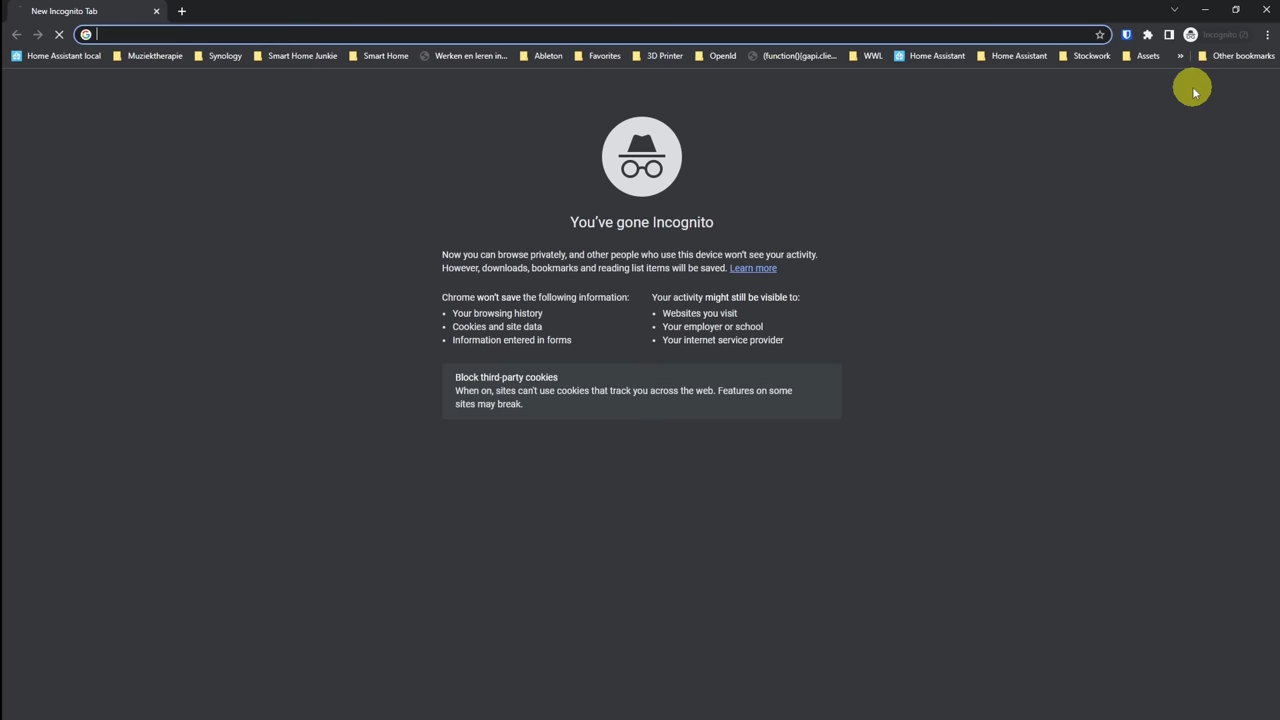 New Incognito Tab
Incognito (2)
Home Assistant local Muziektherapie Synology Smart Home Junkie Smart Home Werken en leren in... Ableton Favorites 3D Printer OpenId (function(){gapi.clie... WWL Home Assistant Home Assistant Stockwork Assets » Other bookmarks
You've gone Incognito
Now you can browse privately, and other people who use this device won't see your activity.
However, downloads, bookmarks and reading list items will be saved. Learn more
Chrome won't save the following information:
• Your browsing history
• Cookies and site data
• Information entered in forms
Your activity might still be visible to:
• Websites you visit
• Your employer or school
• Your internet service provider
Block third-party cookies
When on, sites can't use cookies that track you across the web. Features on some
sites may break.